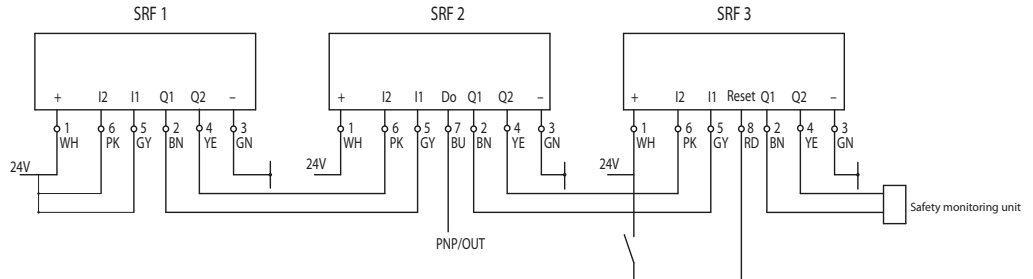 SRF 1 SRF 2 SRF 3
+ I2 I1 Q1 Q2 – + I2 I1 Do Q1 Q2 – + I2 I1 Reset Q1 Q2 –
1 6 5 2 4 3 1 6 5 7 2 4 3 1 6 5 8 2 4 3
WH PK GY BN YE GN WH PK GY BU BN YE GN WH PK GY RD BN YE GN
24V 24V 24V
Safety monitoring unit
PNP/OUT